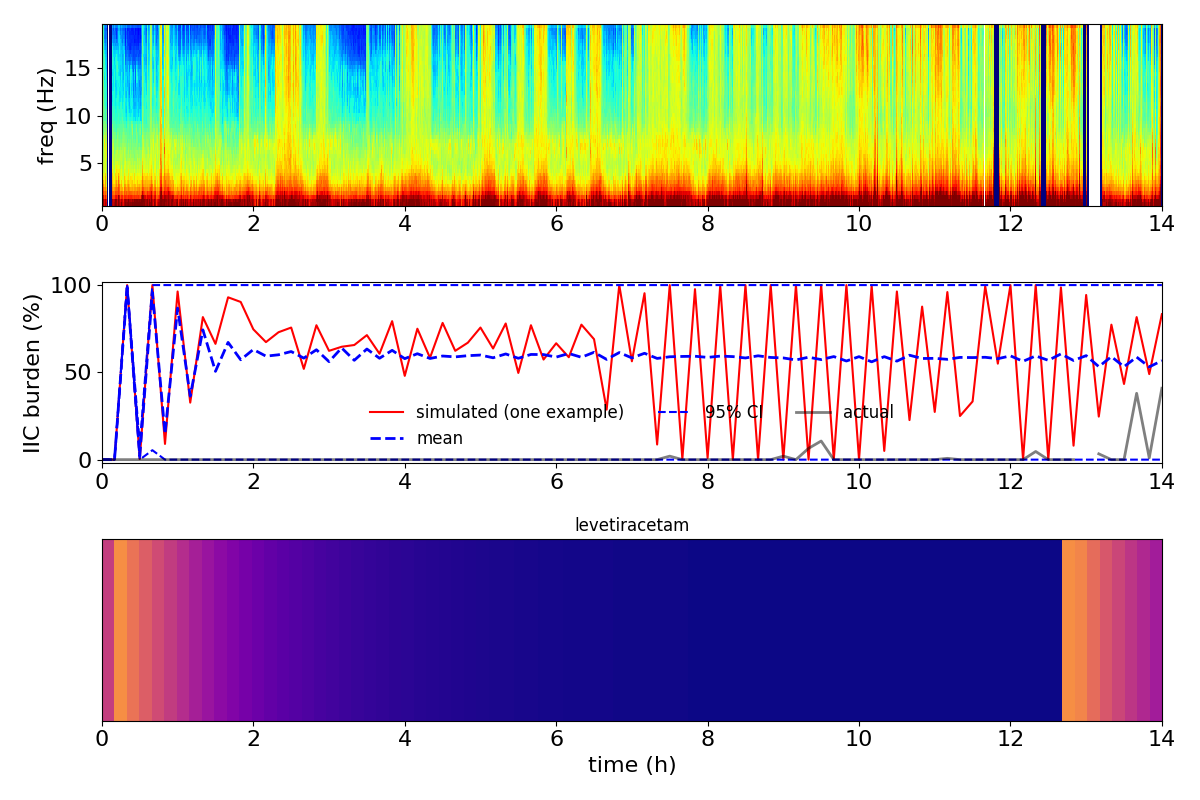 freq (Hz)
15
10
5
0 2 4 6 8 10 12 14
IIC burden (%)
100
50
0
simulated (one example) 95% CI actual
mean
0 2 4 6 8 10 12 14
levetiracetam
0 2 4 6 8 10 12 14
time (h)